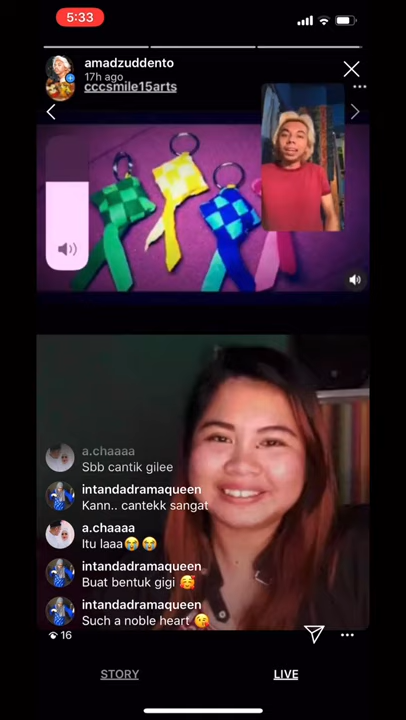 5:33
amadzuddento
17h ago
cccsmile15arts
a.chaaaa
Sbb cantik gilee
intandadramaqueen
Kann.. cantekk sangat
a.chaaaa
Itu laaa😭😭
intandadramaqueen
Buat bentuk gigi 🥰
intandadramaqueen
Such a noble heart 😘
16
STORY
LIVE